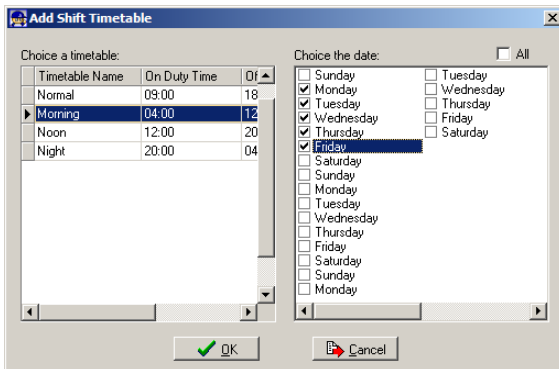 Add Shift Timetable
Choice a timetable:
Timetable Name On Duty Time Of
Normal 09:00 18
Morning 04:00 12
Noon 12:00 20
Night 20:00 04
Choice the date: All
Sunday
Monday
Tuesday
Wednesday
Thursday
Friday
Saturday
Sunday
Monday
Tuesday
Wednesday
Thursday
Friday
Saturday
Sunday
Monday
Tuesday
Wednesday
Thursday
Friday
Saturday
OK
Cancel